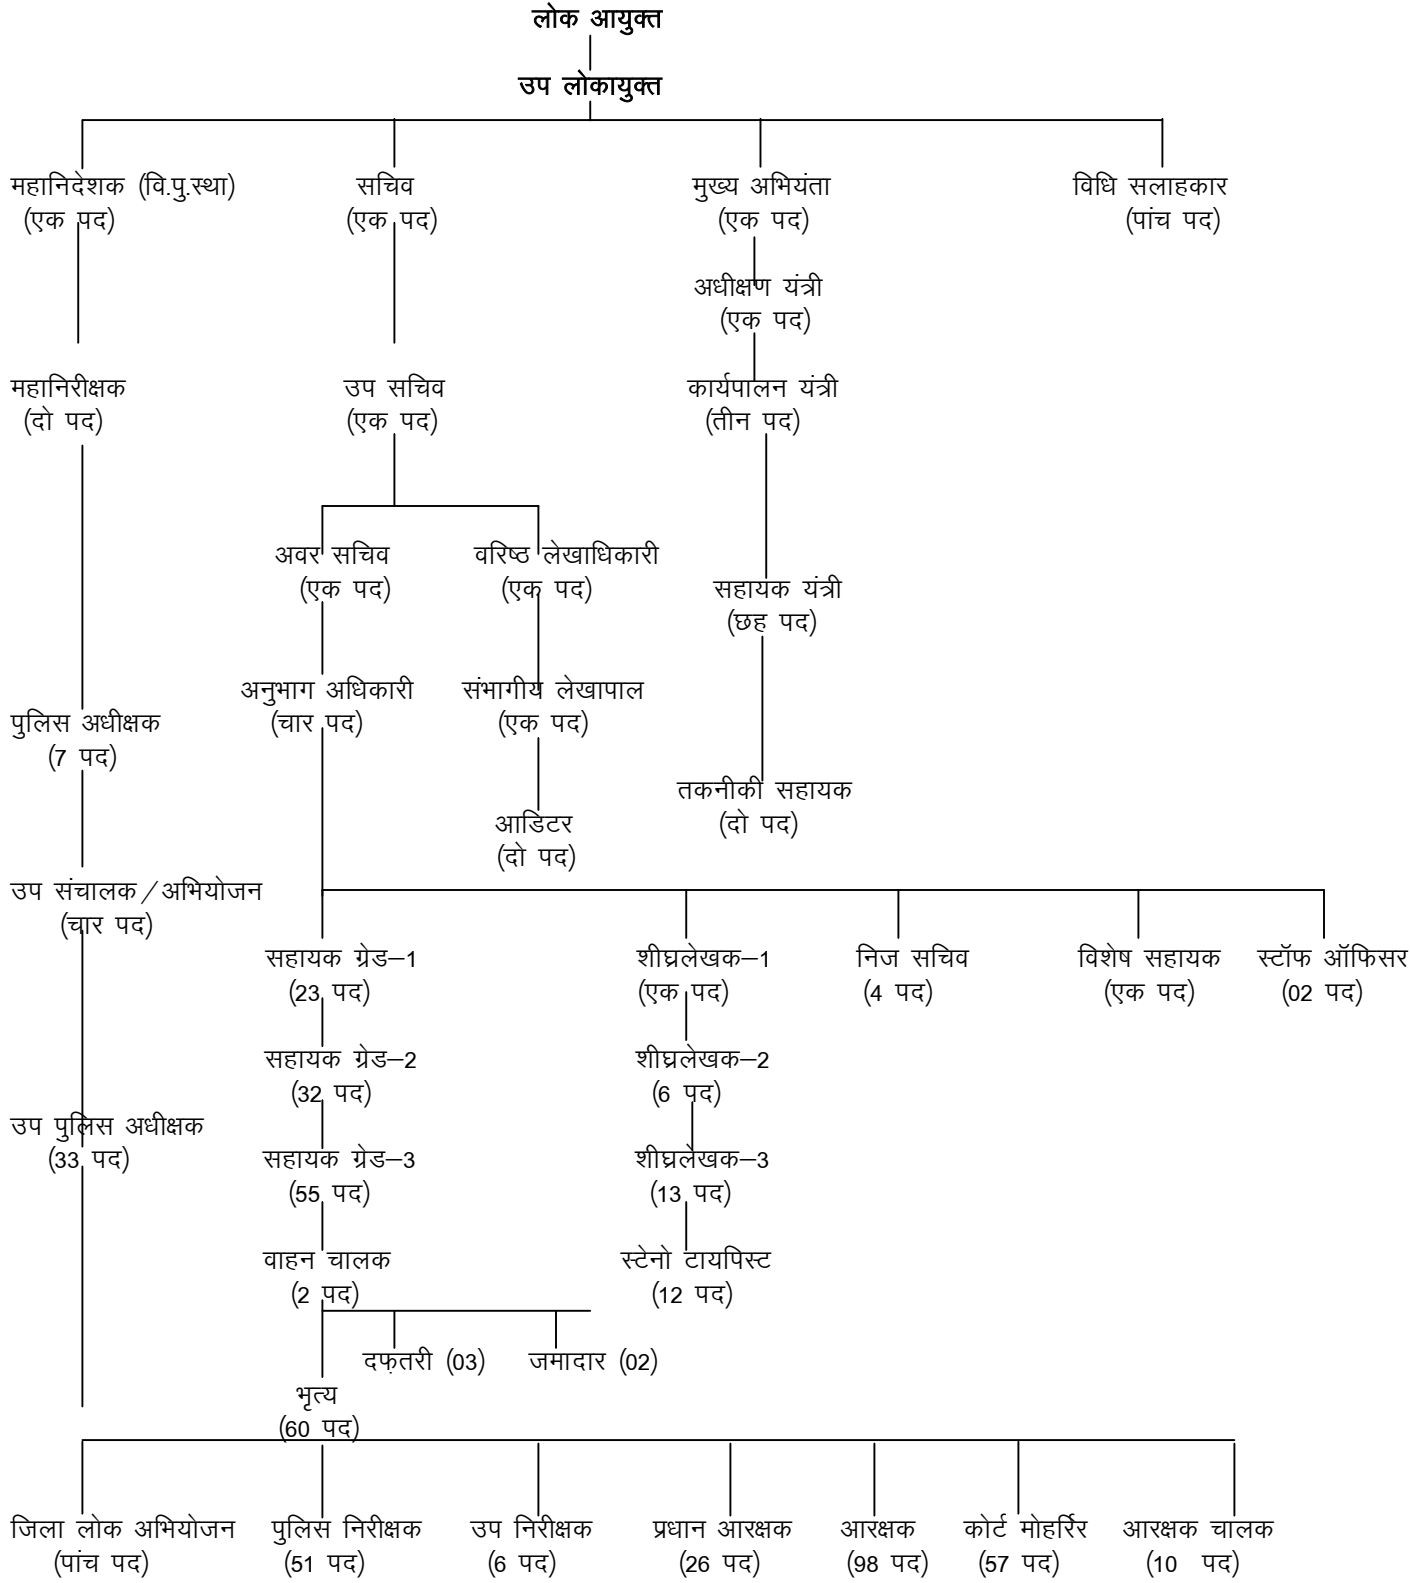 लोक आयुक्त
उप लोकायुक्त
महानिदेशक (वि.पु.स्था) सचिव मुख्य अभियंता विधि सलाहकार
(एक पद) (एक पद) (एक पद) (पांच पद)
अधीक्षण यंत्री
(एक पद)
महानिरीक्षक उप सचिव कार्यपालन यंत्री
(दो पद) (एक पद) (तीन पद)
अवर सचिव वरिष्ठ लेखाधिकारी
(एक पद) (एक पद)
सहायक यंत्री
(छह पद)
अनुभाग अधिकारी संभागीय लेखापाल
(चार पद) (एक पद)
पुलिस अधीक्षक
(7 पद)
तकनीकी सहायक
(दो पद)
आडिटर
(दो पद)
उप संचालक/अभियोजन
(चार पद)
सहायक ग्रेड–1 शीघ्रलेखक–1 निज सचिव विशेष सहायक स्टॉफ ऑफिसर
(23 पद) (एक पद) (4 पद) (एक पद) (02 पद)
सहायक ग्रेड–2 शीघ्रलेखक–2
(32 पद) (6 पद)
उप पुलिस अधीक्षक
(33 पद)
सहायक ग्रेड–3 शीघ्रलेखक–3
(55 पद) (13 पद)
वाहन चालक स्टेनो टायपिस्ट
(2 पद) (12 पद)
दफ़तरी (03) जमादार (02)
भृत्य
(60 पद)
जिला लोक अभियोजन पुलिस निरीक्षक उप निरीक्षक प्रधान आरक्षक आरक्षक कोर्ट मोहर्रिर आरक्षक चालक
(पांच पद) (51 पद) (6 पद) (26 पद) (98 पद) (57 पद) (10 पद)